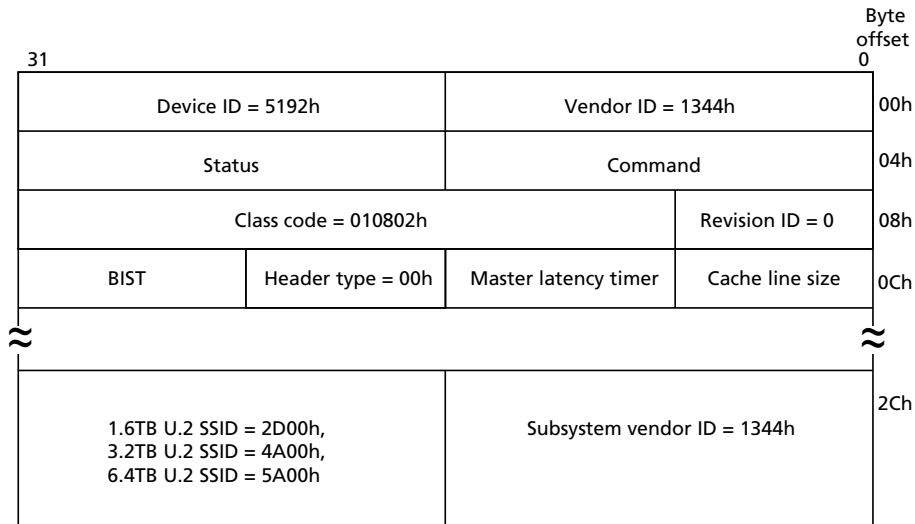 Byte
offset
31 0
Device ID = 5192h Vendor ID = 1344h 00h
Status Command 04h
Class code = 010802h Revision ID = 0 08h
BIST Header type = 00h Master latency timer Cache line size 0Ch
≈ ≈
2Ch
1.6TB U.2 SSID = 2D00h, Subsystem vendor ID = 1344h
3.2TB U.2 SSID = 4A00h,
6.4TB U.2 SSID = 5A00h